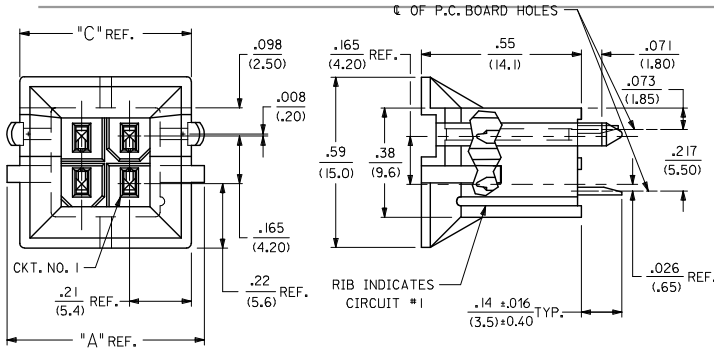 "C" REF.
.098
(2.50)
.008
(.20)
.165
(4.20)
.22
(5.6) REF.
CKT. NO. 1
.21
(5.4) REF.
"A" REF.
℄ OF P.C. BOARD HOLES
.165
(4.20) REF.
.55
(14.1)
.071
(1.80)
.073
(1.85)
.59
(15.0)
.38
(9.6)
.217
(5.50)
.026
(.65) REF.
RIB INDICATES
CIRCUIT #1
.14 ±.016
(3.5)±0.40 TYP.